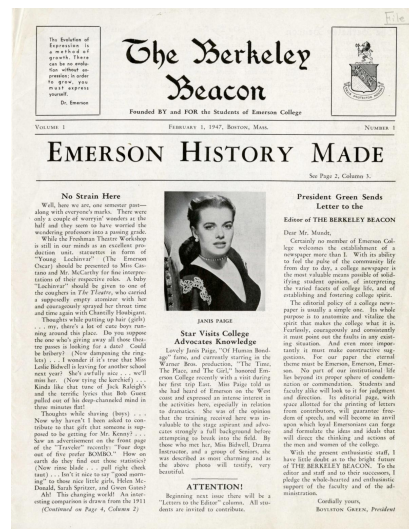 File
The Evolution of
Expression is
a method of
growth. There
can be no evolu-
tion without ex-
pression; in order
to grow, you
must express
yourself.
Dr. Emerson
The Berkeley
Beacon
Founded BY and FOR the Students of Emerson College
VOLUME 1
FEBRUARY 1, 1947, BOSTON, MASS.
NUMBER 1
EMERSON HISTORY MADE
See Page 2, Column 3.
No Strain Here
Well, here we are, one semester past—
along with everyone's marks. There were
only a couple of worryin' wonders at the
half and they seem to have worried the
wondering professors into a passing grade.
While the Freshman Theatre Workshop
is still in our minds as an excellent pro-
duction unit, statuette in form of
"Young Lochinvar" (The Emerson
Oscar) should be presented to Miss Cat-
tano and Mr. McCarthy for fine interpre-
tations of their respective roles. A baby
"Lochinvar" should be given to one of
the coughers in The Theatre, who carried
a supposedly empty atomizer with her
and courageously sprayed her throat time
and time again with Chantilly Houbigant.
Thoughts while putting up hair (girls)
. . . my, there's a lot of cute boys run-
ning around this place. Do you suppose
the one who's giving away all those thea-
tre passes is looking for a date? Could
be bribery? (Now dampening the ring-
lets) . . . I wonder if it's true that Miss
Leslie Bidwell is leaving for another school
next year? She's awfully nice . . . we'll
miss her. (Now tying the kerchief) . . .
Kinda like that tune of Jack Raleigh's
and the terrific lyrics that Bob Guest
pulled out of his deep-channeled mind in
three minutes flat!
Thoughts while shaving (boys) . . .
Now why haven't I been asked to con-
tribute to that gift that someone is sup-
posed to be getting for Mr. Kenny? . . .
Saw an advertisement on the front page
of the "Traveler" recently: "Four dogs
out of five prefer BOMBO." How on
earth do they find out those statistics?
(Now rinse blade . . . pull right cheek
taut) . . . Isn't it nice to say "good morn-
ing" to those nice little girls, Helen Mc-
Donald, Sarah Spritzer, and Gwen Gunn?
Ah! This changing world! An inter-
esting comparison is drawn from the 1911
(Continued on Page 4, Column 2)
JANIS PAIGE
Star Visits College
Advocates Knowledge
Lovely Janis Paige, "Of Human Bond-
age" fame, and currently starring in the
Warner Bros. production, "The Time,
The Place, and The Girl," honored Em-
erson College recently with a visit during
her first trip East. Miss Paige told us
she had heard of Emerson on the West
coast and expressed an intense interest in
the activities here, especially in relation
to dramatics. She was of the opinion
that the training received here was in-
valuable to the stage aspirant and advo-
cates strongly a full background before
attempting to break into the field. By
those who met her, Miss Bidwell, Drama
Instructor, and a group of Seniors, she
was described as most charming and as
the above photo will testify, very
beautiful.
ATTENTION!
Beginning next issue there will be a
"Letters to the Editor" column. All stu-
dents are invited to contribute.
President Green Sends
Letter to the
Editor of THE BERKELEY BEACON
Dear Mr. Mundt,
Certainly no member of Emerson Col-
lege welcomes the establishment of a
newspaper more than I. With its ability
to feel the pulse of the community life
from day to day, a college newspaper is
the most valuable means possible of solid-
ifying student opinion, of interpreting
the varied facets of college life, and of
establishing and fostering college spirit.
The editorial policy of a college news-
paper is usually a simple one. Its whole
purpose is to anatomize and vitalize the
spirit that makes the college what it is.
Fearlessly, courageously and consistently
it must point out the faults in any exist-
ing situation. And even more impor-
tantly it must make constructive sug-
gestions. For our paper the eternal
theme must be Emerson, Emerson, Emer-
son. No part of our institutional life
lies beyond its proper sphere of condem-
nation or commendation. Students and
faculty alike will look to it for judgment
and direction. Its editorial page, with
space allotted for the printing of letters
from contributors, will guarantee free-
dom of speech, and will become an anvil
upon which loyal Emersonians can forge
and formulate the ideas and ideals that
will direct the thinking and actions of
the men and women of the college.
With the present enthusiastic staff, I
have little doubt as to the bright future
of THE BERKELEY BEACON. To the
editor and staff and to their successors, I
pledge the whole-hearted and enthusiastic
support of the faculty and of the ad-
ministration.
Cordially yours,
BOYLSTON GREEN, President